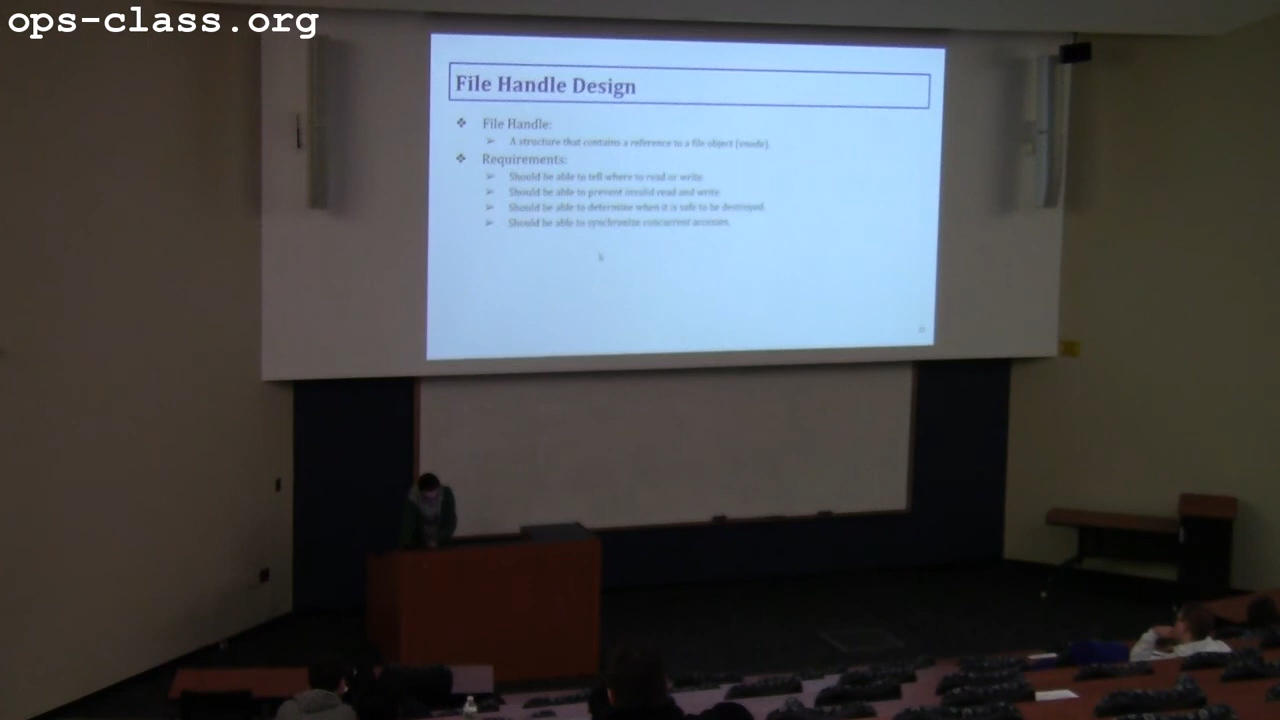 ops-class.org
File Handle Design
❖ File Handle:
➢ A structure that contains a reference to a file object (vnode).
❖ Requirements:
➢ Should be able to tell where to read or write.
➢ Should be able to prevent invalid read and write.
➢ Should be able to determine when it is safe to be destroyed.
➢ Should be able to synchronize concurrent accesses.